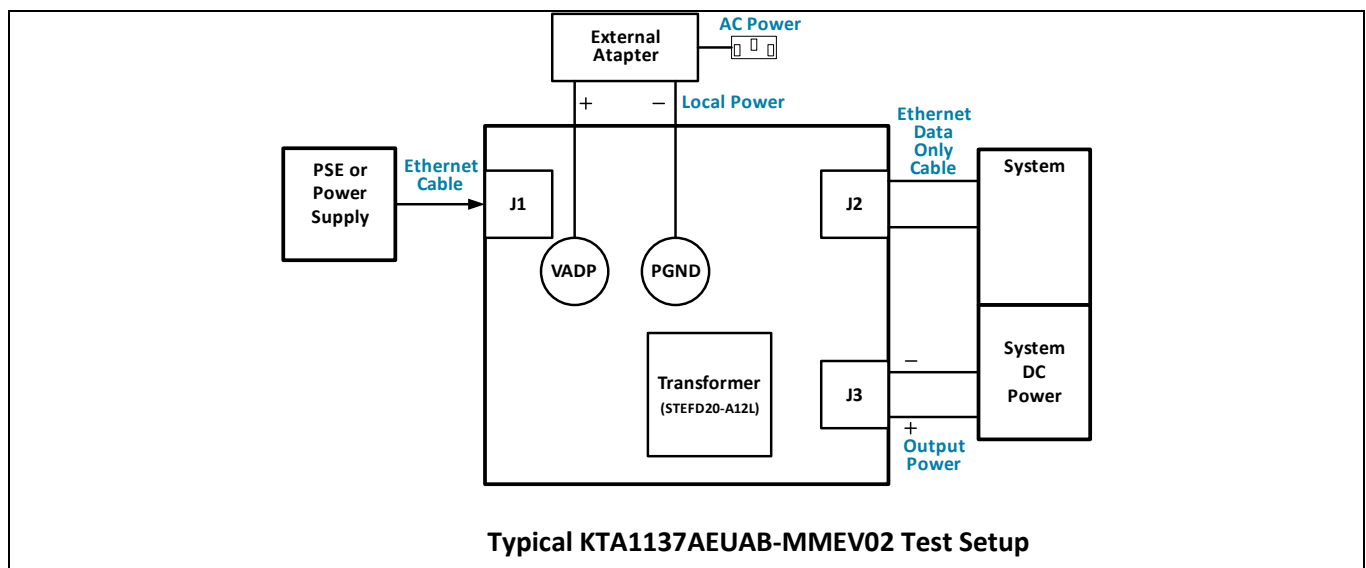 External
Atapter
AC Power
+
−
Local Power
PSE or
Power
Supply
Ethernet
Cable
J1
VADP
PGND
J2
Ethernet
Data
Only
Cable
System
Transformer
(STEFD20-A12L)
J3
−
+
Output
Power
System
DC
Power
Typical KTA1137AEUAB-MMEV02 Test Setup